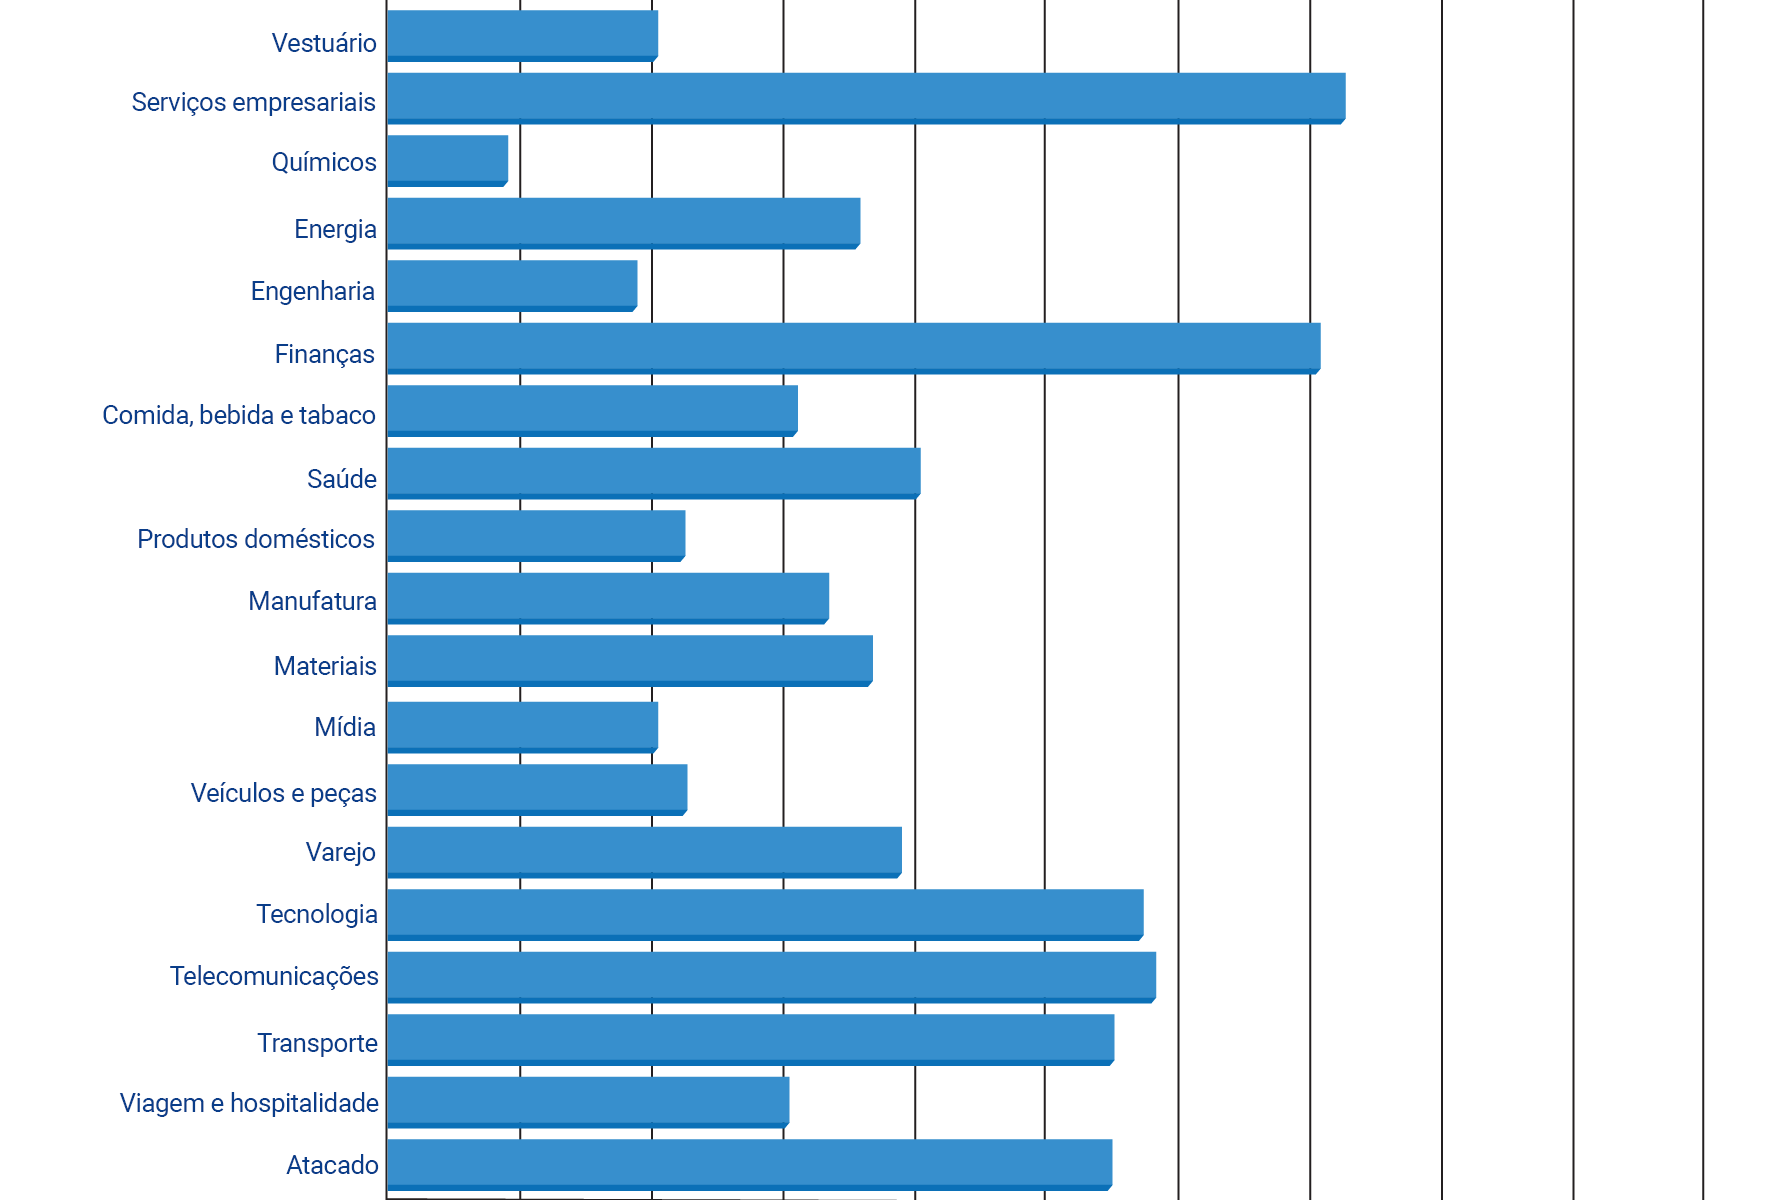 Vestuário
Serviços empresariais
Químicos
Energia
Engenharia
Finanças
Comida, bebida e tabaco
Saúde
Produtos domésticos
Manufatura
Materiais
Mídia
Veículos e peças
Varejo
Tecnologia
Telecomunicações
Transporte
Viagem e hospitalidade
Atacado